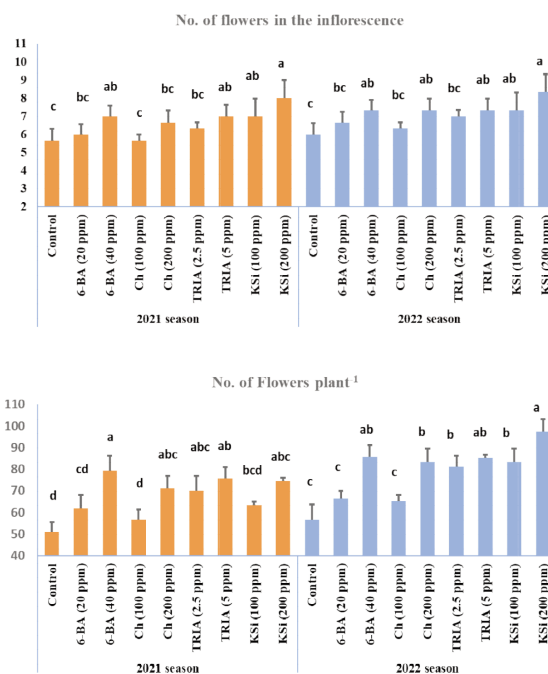 No. of flowers in the infloresence
11
10
9
8
7
6
5
4
3
2
c bc ab c bc bc ab ab a c bc ab bc ab bc ab ab a
Control
6-BA (20 ppm)
6-BA (40 ppm)
Ch (100 ppm)
Ch (200 ppm)
TRIA (2.5 ppm)
TRIA (5 ppm)
KSi (100 ppm)
KSi (200 ppm)
Control
6-BA (20 ppm)
6-BA (40 ppm)
Ch (100 ppm)
Ch (200 ppm)
TRIA (2.5 ppm)
TRIA (5 ppm)
KSi (100 ppm)
KSi (200 ppm)
2021 season 2022 season
No. of Flowers plant-1
110
100
90
80
70
60
50
40
d cd a d abc abc ab bcd abc c c ab c b b ab b a
Control
6-BA (20 ppm)
6-BA (40 ppm)
Ch (100 ppm)
Ch (200 ppm)
TRIA (2.5 ppm)
TRIA (5 ppm)
KSi (100 ppm)
KSi (200 ppm)
Control
6-BA (20 ppm)
6-BA (40 ppm)
Ch (100 ppm)
Ch (200 ppm)
TRIA (2.5 ppm)
TRIA (5 ppm)
KSi (100 ppm)
KSi (200 ppm)
2021 season 2022 season